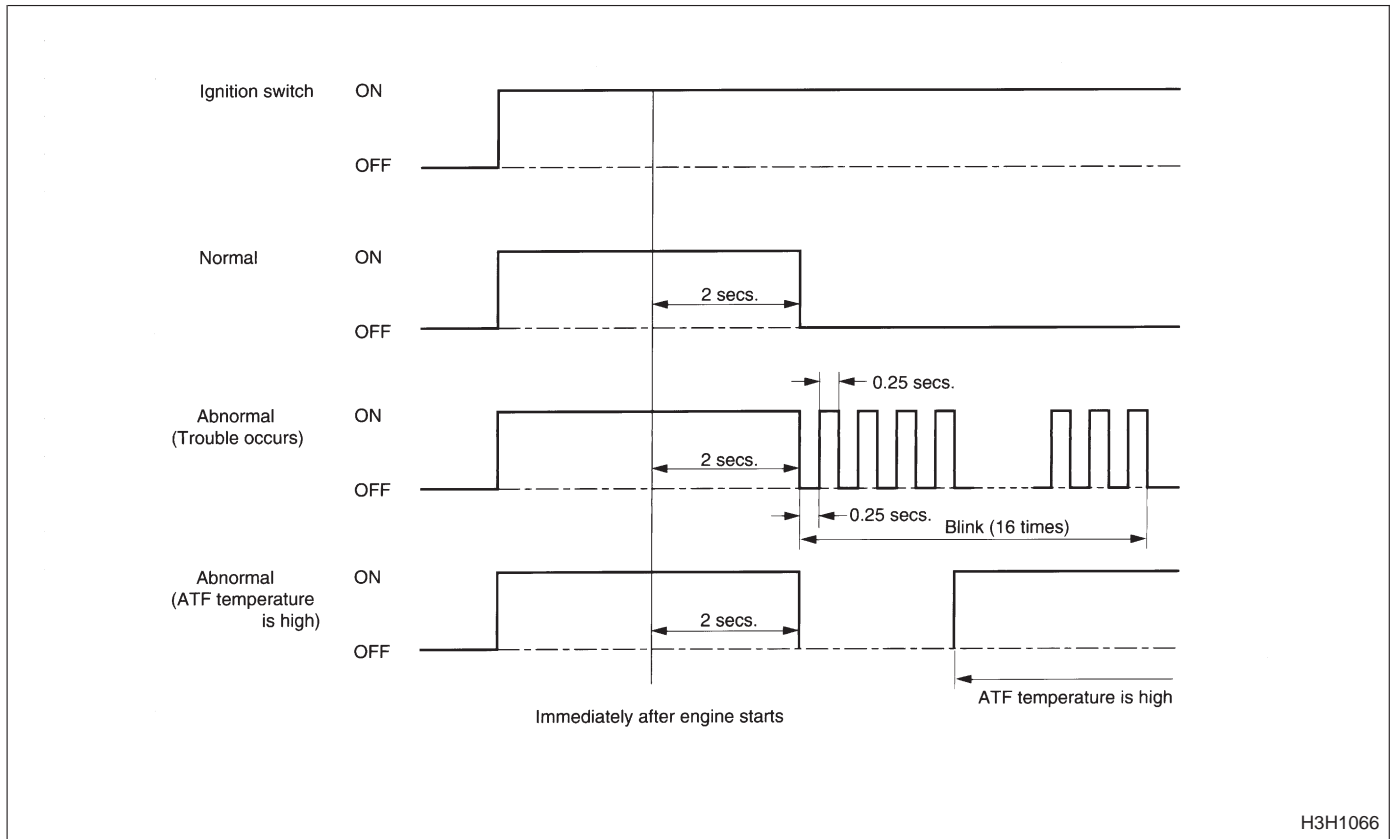 Ignition switch ON
OFF
Normal ON
2 secs.
OFF
0.25 secs.
Abnormal ON
(Trouble occurs)
2 secs.
OFF
0.25 secs.
Blink (16 times)
Abnormal ON
(ATF temperature
is high)
2 secs.
OFF
ATF temperature is high
Immediately after engine starts
H3H1066